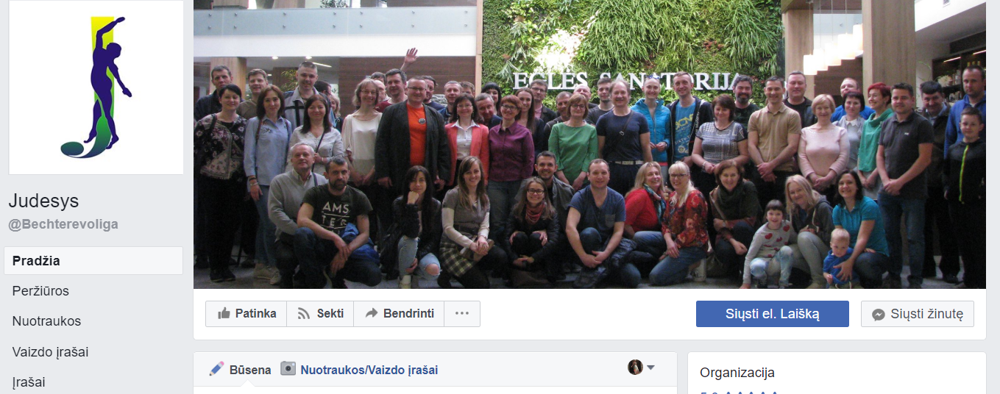 EGLĖS SANATORIJA
AMS
TER
Judesys
@Bechterevoliga
Pradžia
Peržiūros
Nuotraukos
Vaizdo įrašai
Įrašai
Patinka
Sekti
Bendrinti
Siųsti el. Laišką
Siųsti žinutę
Būsena
Nuotraukos/Vaizdo įrašai
Organizacija